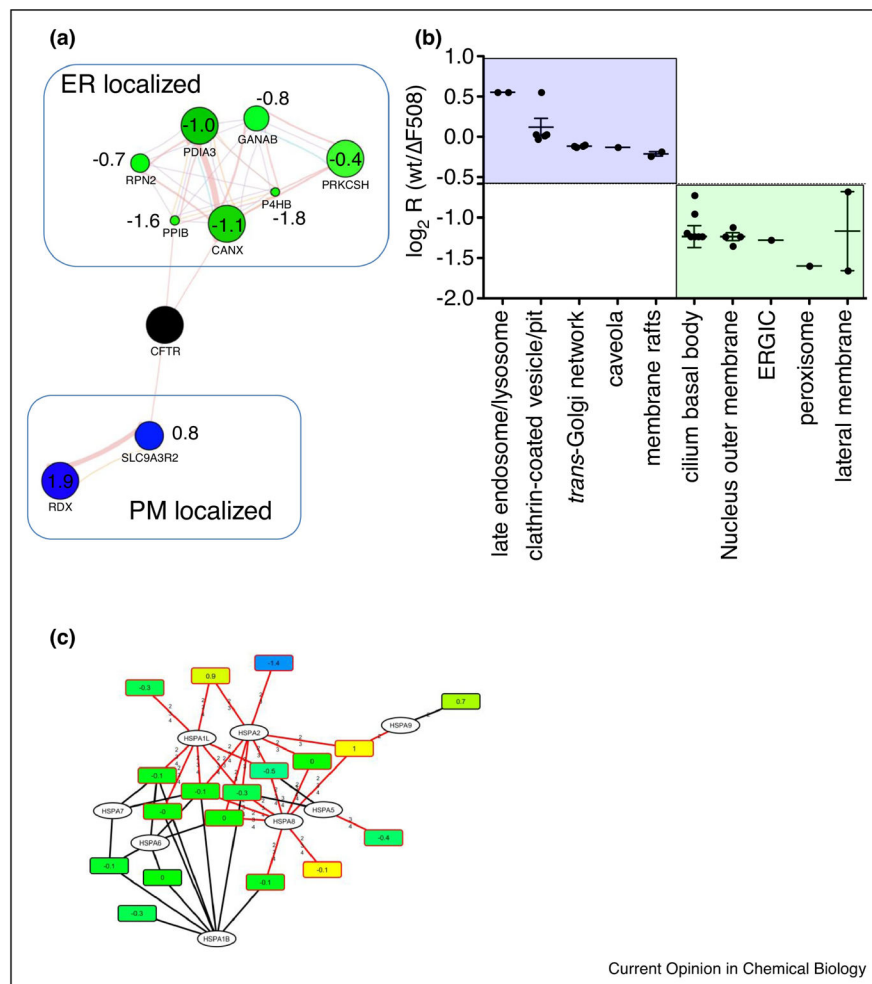 (a)
ER localized
-0.8
-1.0
GANAB
PDIA3
-0.7
-0.4
RPN2
PRKCSH
P4HB
-1.6
PPIB
-1.1
-1.8
CANX
CFTR
0.8
SLC9A3R2
1.9
RDX
PM localized
(b)
log2 R (wt/ΔF508)
1.0
0.5
0.0
-0.5
-1.0
-1.5
-2.0
late endosome/lysosome
clathrin-coated vesicle/pit
trans-Golgi network
caveola
membrane rafts
cilium basal body
Nucleus outer membrane
ERGIC
peroxisome
lateral membrane
(c)
-1.4
0.9
-0.3
0.7
HSPA9
HSPA2
HSPA1L
1
0
-0.5
-0.1
-0.1
-0.3
HSPA7
-0
0
HSPA8
HSPA5
HSPA6
-0.4
-0.1
-0.1
0
-0.1
-0.3
HSPA1B
Current Opinion in Chemical Biology